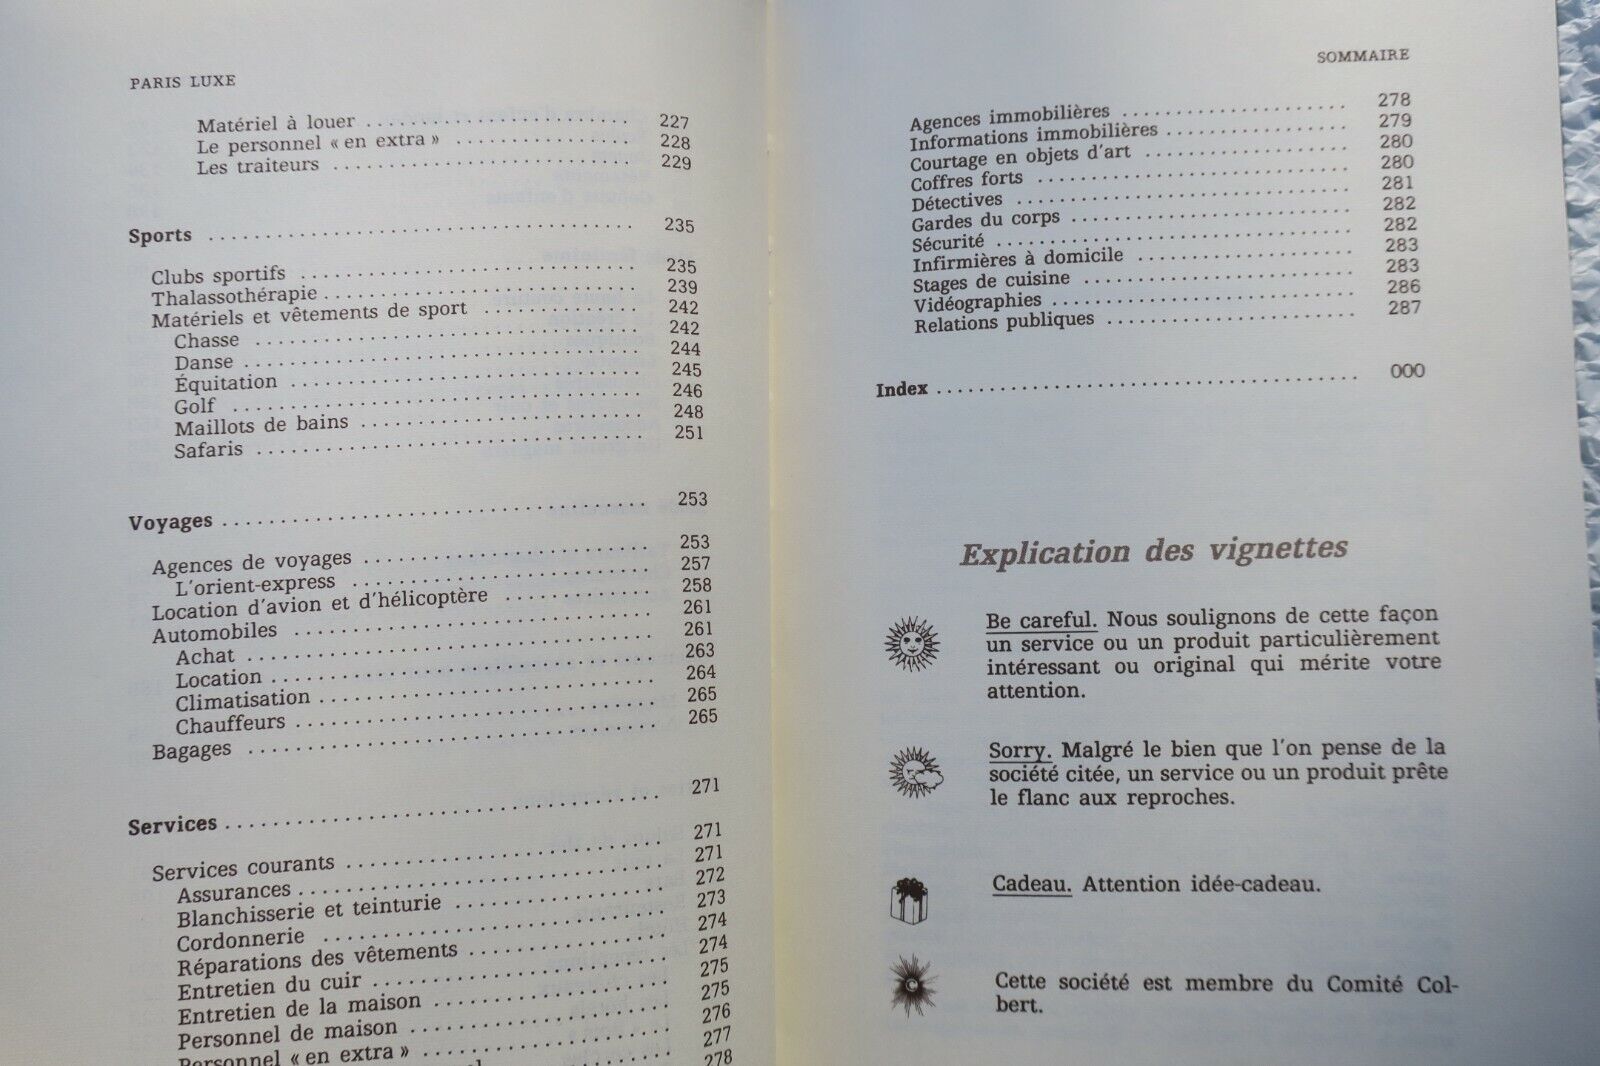 PARIS LUXE
Matériel à louer 227
Le personnel « en extra » 228
Les traiteurs 229
Sports 235
Clubs sportifs 235
Thalassothérapie 239
Matériels et vêtements de sport 242
Chasse 242
Danse 244
Équitation 245
Golf 246
Maillots de bains 248
Safaris 251
Voyages 253
Agences de voyages 253
L'orient-express 257
Location d'avion et d'hélicoptère 258
Automobiles 261
Achat 261
Location 263
Climatisation 264
Chauffeurs 265
Bagages 265
Services 271
Services courants 271
Assurances 271
Blanchisserie et teinturie 272
Cordonnerie 273
Réparations des vêtements 274
Entretien du cuir 274
Entretien de la maison 275
Personnel de maison 275
Personnel « en extra » 276
277
278
SOMMAIRE
Agences immobilières 278
Informations immobilières 279
Courtage en objets d'art 280
Coffres forts 280
Détectives 281
Gardes du corps 282
Sécurité 282
Infirmières à domicile 283
Stages de cuisine 283
Vidéographies 286
Relations publiques 287
Index 000
Explication des vignettes
Be careful. Nous soulignons de cette façon
un service ou un produit particulièrement
intéressant ou original qui mérite votre
attention.
Sorry. Malgré le bien que l'on pense de la
société citée, un service ou un produit prête
le flanc aux reproches.
Cadeau. Attention idée-cadeau.
C
Cette société est membre du Comité Col-
bert.